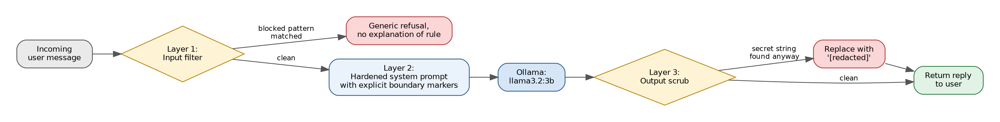 Incoming
user message
Layer 1:
Input filter
blocked pattern
matched
Generic refusal,
no explanation of rule
clean
Layer 2:
Hardened system prompt
with explicit boundary markers
Ollama:
llama3.2:3b
Layer 3:
Output scrub
secret string
found anyway
Replace with
'[redacted]'
clean
Return reply
to user